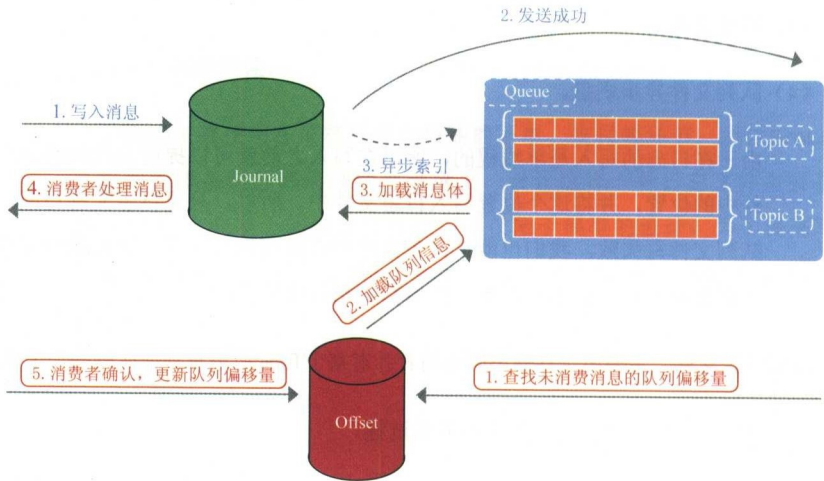 2. 发送成功
Queue
1. 写入消息
Topic A
3. 异步索引
Journal
4. 消费者处理消息
3. 加载消息体
Topic B
2. 加载队列信息
5. 消费者确认，更新队列偏移量
1. 查找未消费消息的队列偏移量
Offset